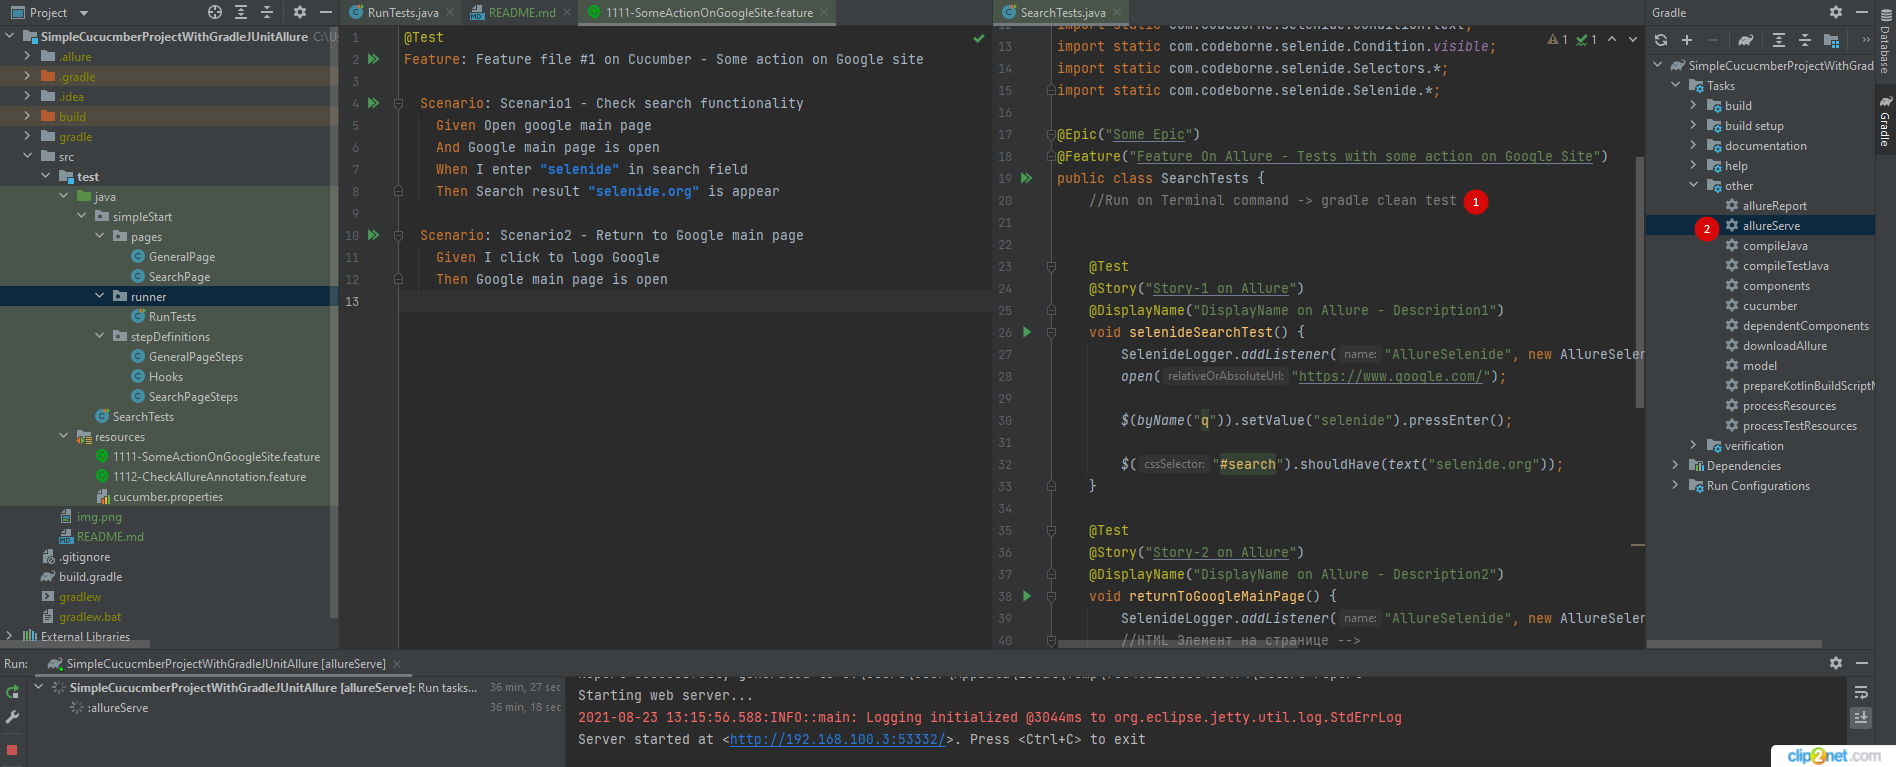 Project
RunTests.java
README.md
1111-SomeActionOnGoogleSite.feature
SearchTests.java
Gradle
SimpleCucucmberProjectWithGradleJUnitAllure C:\Us
.allure
.gradle
.idea
build
gradle
src
test
java
simpleStart
pages
GeneralPage
SearchPage
runner
RunTests
stepDefinitions
GeneralPageSteps
Hooks
SearchPageSteps
SearchTests
resources
1111-SomeActionOnGoogleSite.feature
1112-CheckAllureAnnotation.feature
cucumber.properties
img.png
README.md
.gitignore
build.gradle
gradlew
gradlew.bat
External Libraries
1 @Test
2 Feature: Feature file #1 on Cucumber - Some action on Google site
3
4 Scenario: Scenario1 - Check search functionality
5 Given Open google main page
6 And Google main page is open
7 When I enter "selenide" in search field
8 Then Search result "selenide.org" is appear
9
10 Scenario: Scenario2 - Return to Google main page
11 Given I click to logo Google
12 Then Google main page is open
13
12 import static com.codeborne.selenide.Condition.text;
13 import static com.codeborne.selenide.Condition.visible;
14 import static com.codeborne.selenide.Selectors.*;
15 import static com.codeborne.selenide.Selenide.*;
16
17 @Epic("Some Epic")
18 @Feature("Feature On Allure - Tests with some action on Google Site")
19 public class SearchTests {
20 //Run on Terminal command -> gradle clean test 1
21
22
23 @Test
24 @Story("Story-1 on Allure")
25 @DisplayName("DisplayName on Allure - Description1")
26 void selenideSearchTest() {
27 SelenideLogger.addListener( name: "AllureSelenide", new AllureSelen
28 open( relativeOrAbsoluteUrl: "https://www.google.com/");
29
30 $(byName("q")).setValue("selenide").pressEnter();
31
32 $( cssSelector: "#search").shouldHave(text("selenide.org"));
33 }
34
35 @Test
36 @Story("Story-2 on Allure")
37 @DisplayName("DisplayName on Allure - Description2")
38 void returnToGoogleMainPage() {
39 SelenideLogger.addListener( name: "AllureSelenide", new AllureSelen
40 //HTML Элемент на странице -->
1 1
SimpleCucucmberProjectWithGrad
Tasks
build
build setup
documentation
help
other
allureReport
2 allureServe
compileJava
compileTestJava
components
cucumber
dependentComponents
downloadAllure
model
prepareKotlinBuildScriptM
processResources
processTestResources
verification
Dependencies
Run Configurations
Database
Gradle
Run: SimpleCucucmberProjectWithGradleJUnitAllure [allureServe]
SimpleCucucmberProjectWithGradleJUnitAllure [allureServe]: Run tasks... 36 min, 27 sec
:allureServe 36 min, 18 sec
Starting web server...
2021-08-23 13:15:56.588:INFO::main: Logging initialized @3044ms to org.eclipse.jetty.util.log.StdErrLog
Server started at <http://192.168.100.3:53332/>. Press <Ctrl+C> to exit
clip2net.com